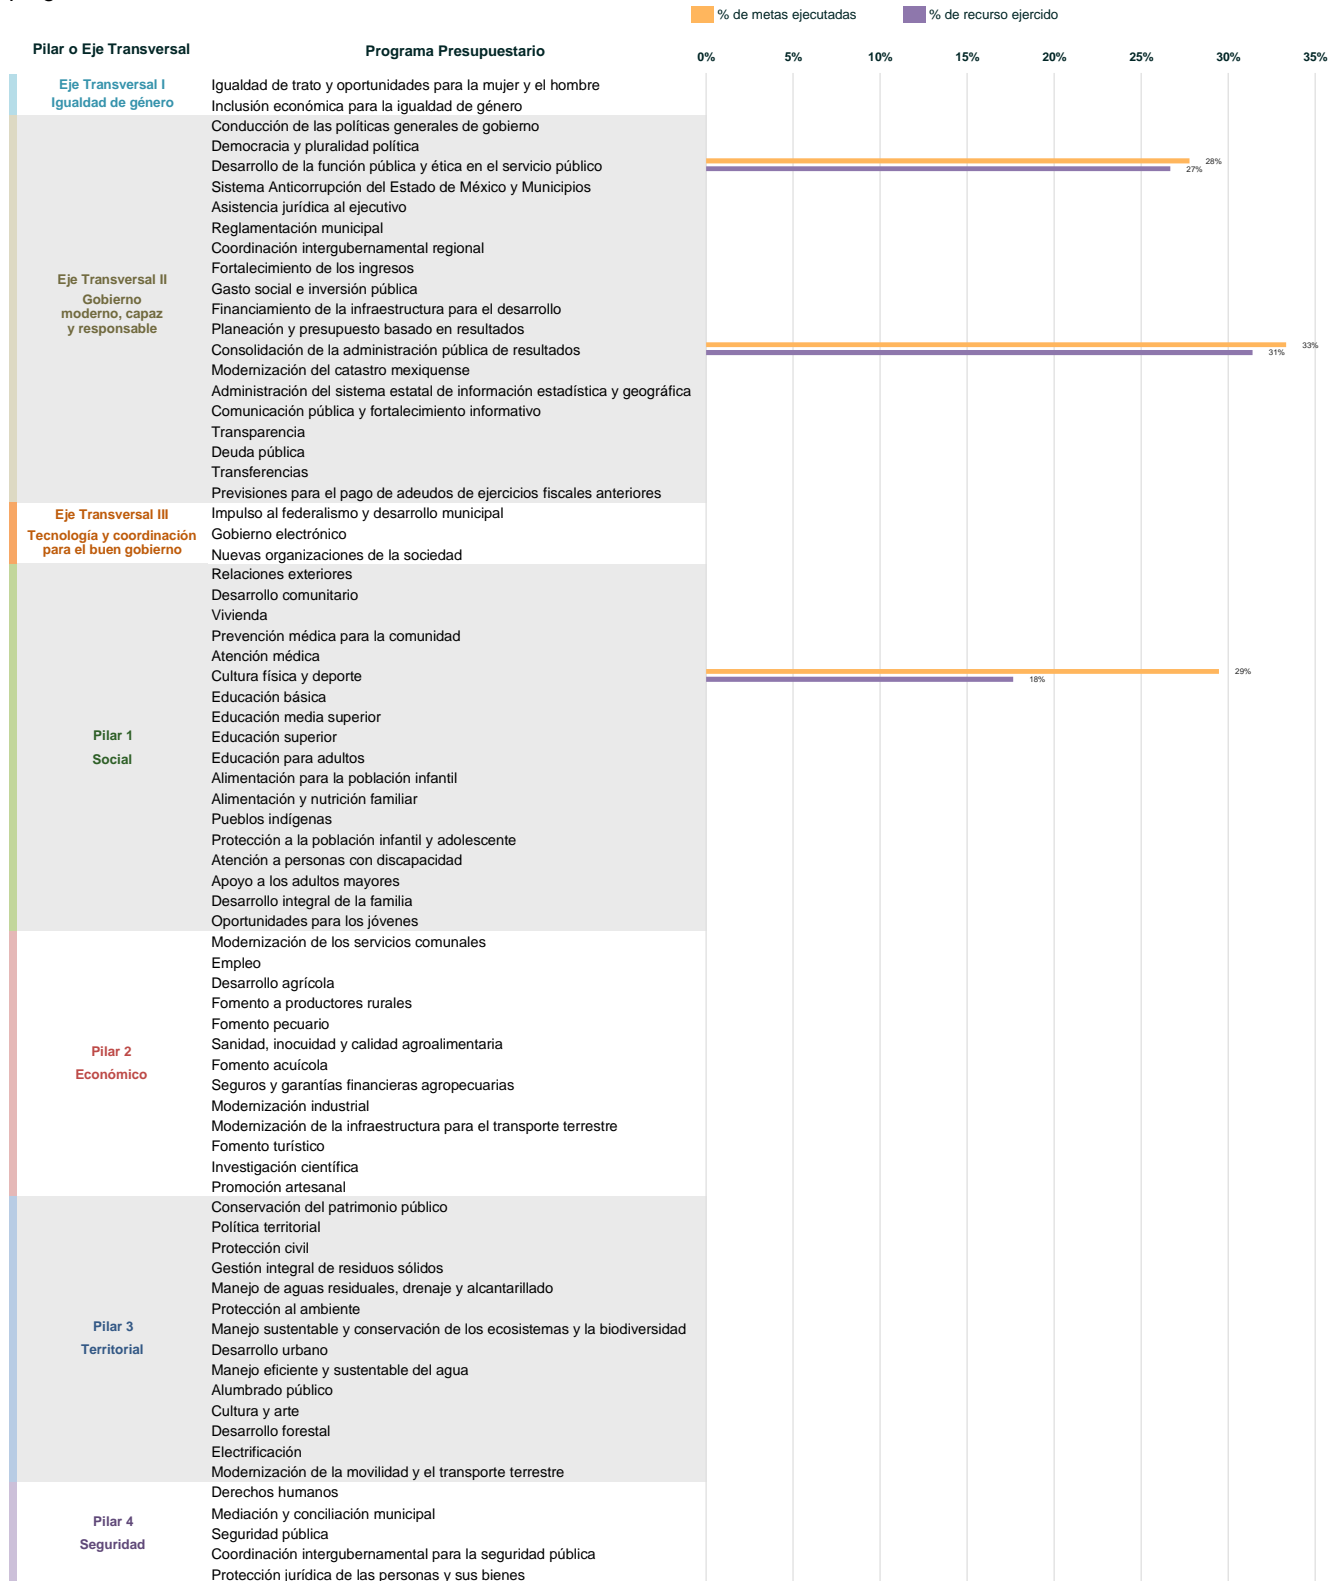 % de metas ejecutadas % de recurso ejercido
Pilar o Eje Transversal Programa Presupuestario 0% 5% 10% 15% 20% 25% 30% 35%
Eje Transversal I
Igualdad de género
Igualdad de trato y oportunidades para la mujer y el hombre
Inclusión económica para la igualdad de género
Eje Transversal II
Gobierno
moderno, capaz
y responsable
Conducción de las políticas generales de gobierno
Democracia y pluralidad política
Desarrollo de la función pública y ética en el servicio público 28%
27%
Sistema Anticorrupción del Estado de México y Municipios
Asistencia jurídica al ejecutivo
Reglamentación municipal
Coordinación intergubernamental regional
Fortalecimiento de los ingresos
Gasto social e inversión pública
Financiamiento de la infraestructura para el desarrollo
Planeación y presupuesto basado en resultados
Consolidación de la administración pública de resultados 33%
31%
Modernización del catastro mexiquense
Administración del sistema estatal de información estadística y geográfica
Comunicación pública y fortalecimiento informativo
Transparencia
Deuda pública
Transferencias
Previsiones para el pago de adeudos de ejercicios fiscales anteriores
Eje Transversal III
Tecnología y coordinación
para el buen gobierno
Impulso al federalismo y desarrollo municipal
Gobierno electrónico
Nuevas organizaciones de la sociedad
Pilar 1
Social
Relaciones exteriores
Desarrollo comunitario
Vivienda
Prevención médica para la comunidad
Atención médica
Cultura física y deporte 29%
18%
Educación básica
Educación media superior
Educación superior
Educación para adultos
Alimentación para la población infantil
Alimentación y nutrición familiar
Pueblos indígenas
Protección a la población infantil y adolescente
Atención a personas con discapacidad
Apoyo a los adultos mayores
Desarrollo integral de la familia
Oportunidades para los jóvenes
Pilar 2
Económico
Modernización de los servicios comunales
Empleo
Desarrollo agrícola
Fomento a productores rurales
Fomento pecuario
Sanidad, inocuidad y calidad agroalimentaria
Fomento acuícola
Seguros y garantías financieras agropecuarias
Modernización industrial
Modernización de la infraestructura para el transporte terrestre
Fomento turístico
Investigación científica
Promoción artesanal
Pilar 3
Territorial
Conservación del patrimonio público
Política territorial
Protección civil
Gestión integral de residuos sólidos
Manejo de aguas residuales, drenaje y alcantarillado
Protección al ambiente
Manejo sustentable y conservación de los ecosistemas y la biodiversidad
Desarrollo urbano
Manejo eficiente y sustentable del agua
Alumbrado público
Cultura y arte
Desarrollo forestal
Electrificación
Modernización de la movilidad y el transporte terrestre
Pilar 4
Seguridad
Derechos humanos
Mediación y conciliación municipal
Seguridad pública
Coordinación intergubernamental para la seguridad pública
Protección jurídica de las personas y sus bienes